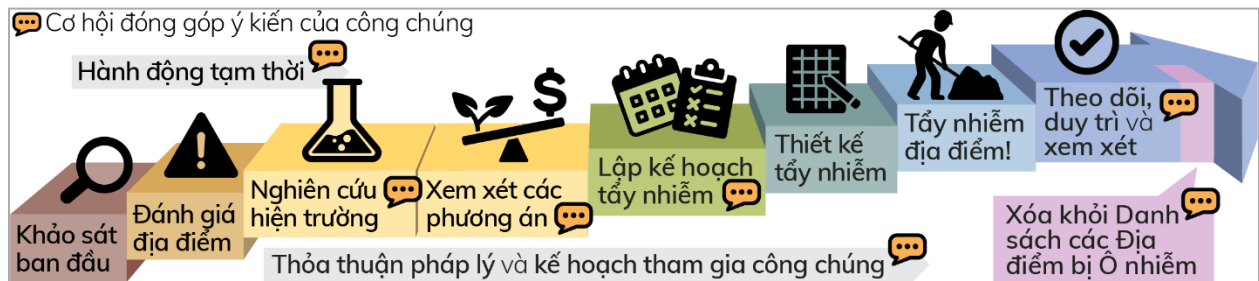 Cơ hội đóng góp ý kiến của công chúng
Hành động tạm thời
Khảo sát
ban đầu
Đánh giá
địa điểm
Nghiên cứu
hiện trường
Xem xét các
phương án
Lập kế hoạch
tẩy nhiễm
Thiết kế
tẩy nhiễm
Tẩy nhiễm
địa điểm!
Theo dõi,
duy trì và
xem xét
Thỏa thuận pháp lý và kế hoạch tham gia công chúng
Xóa khỏi Danh
sách các Địa
điểm bị Ô nhiễm